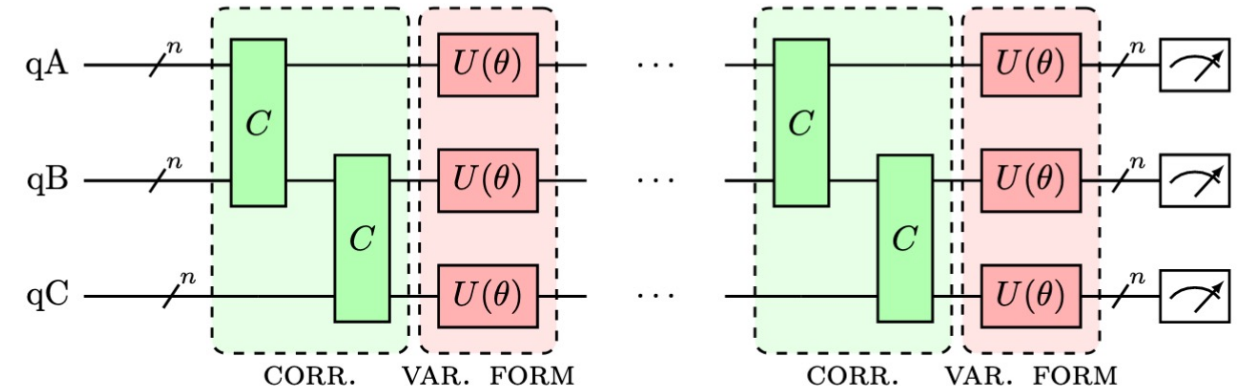 qA n C U(θ) ··· C U(θ) n
qB n C U(θ) ··· C U(θ) n
qC n U(θ) ··· U(θ) n
CORR. VAR. FORM CORR. VAR. FORM